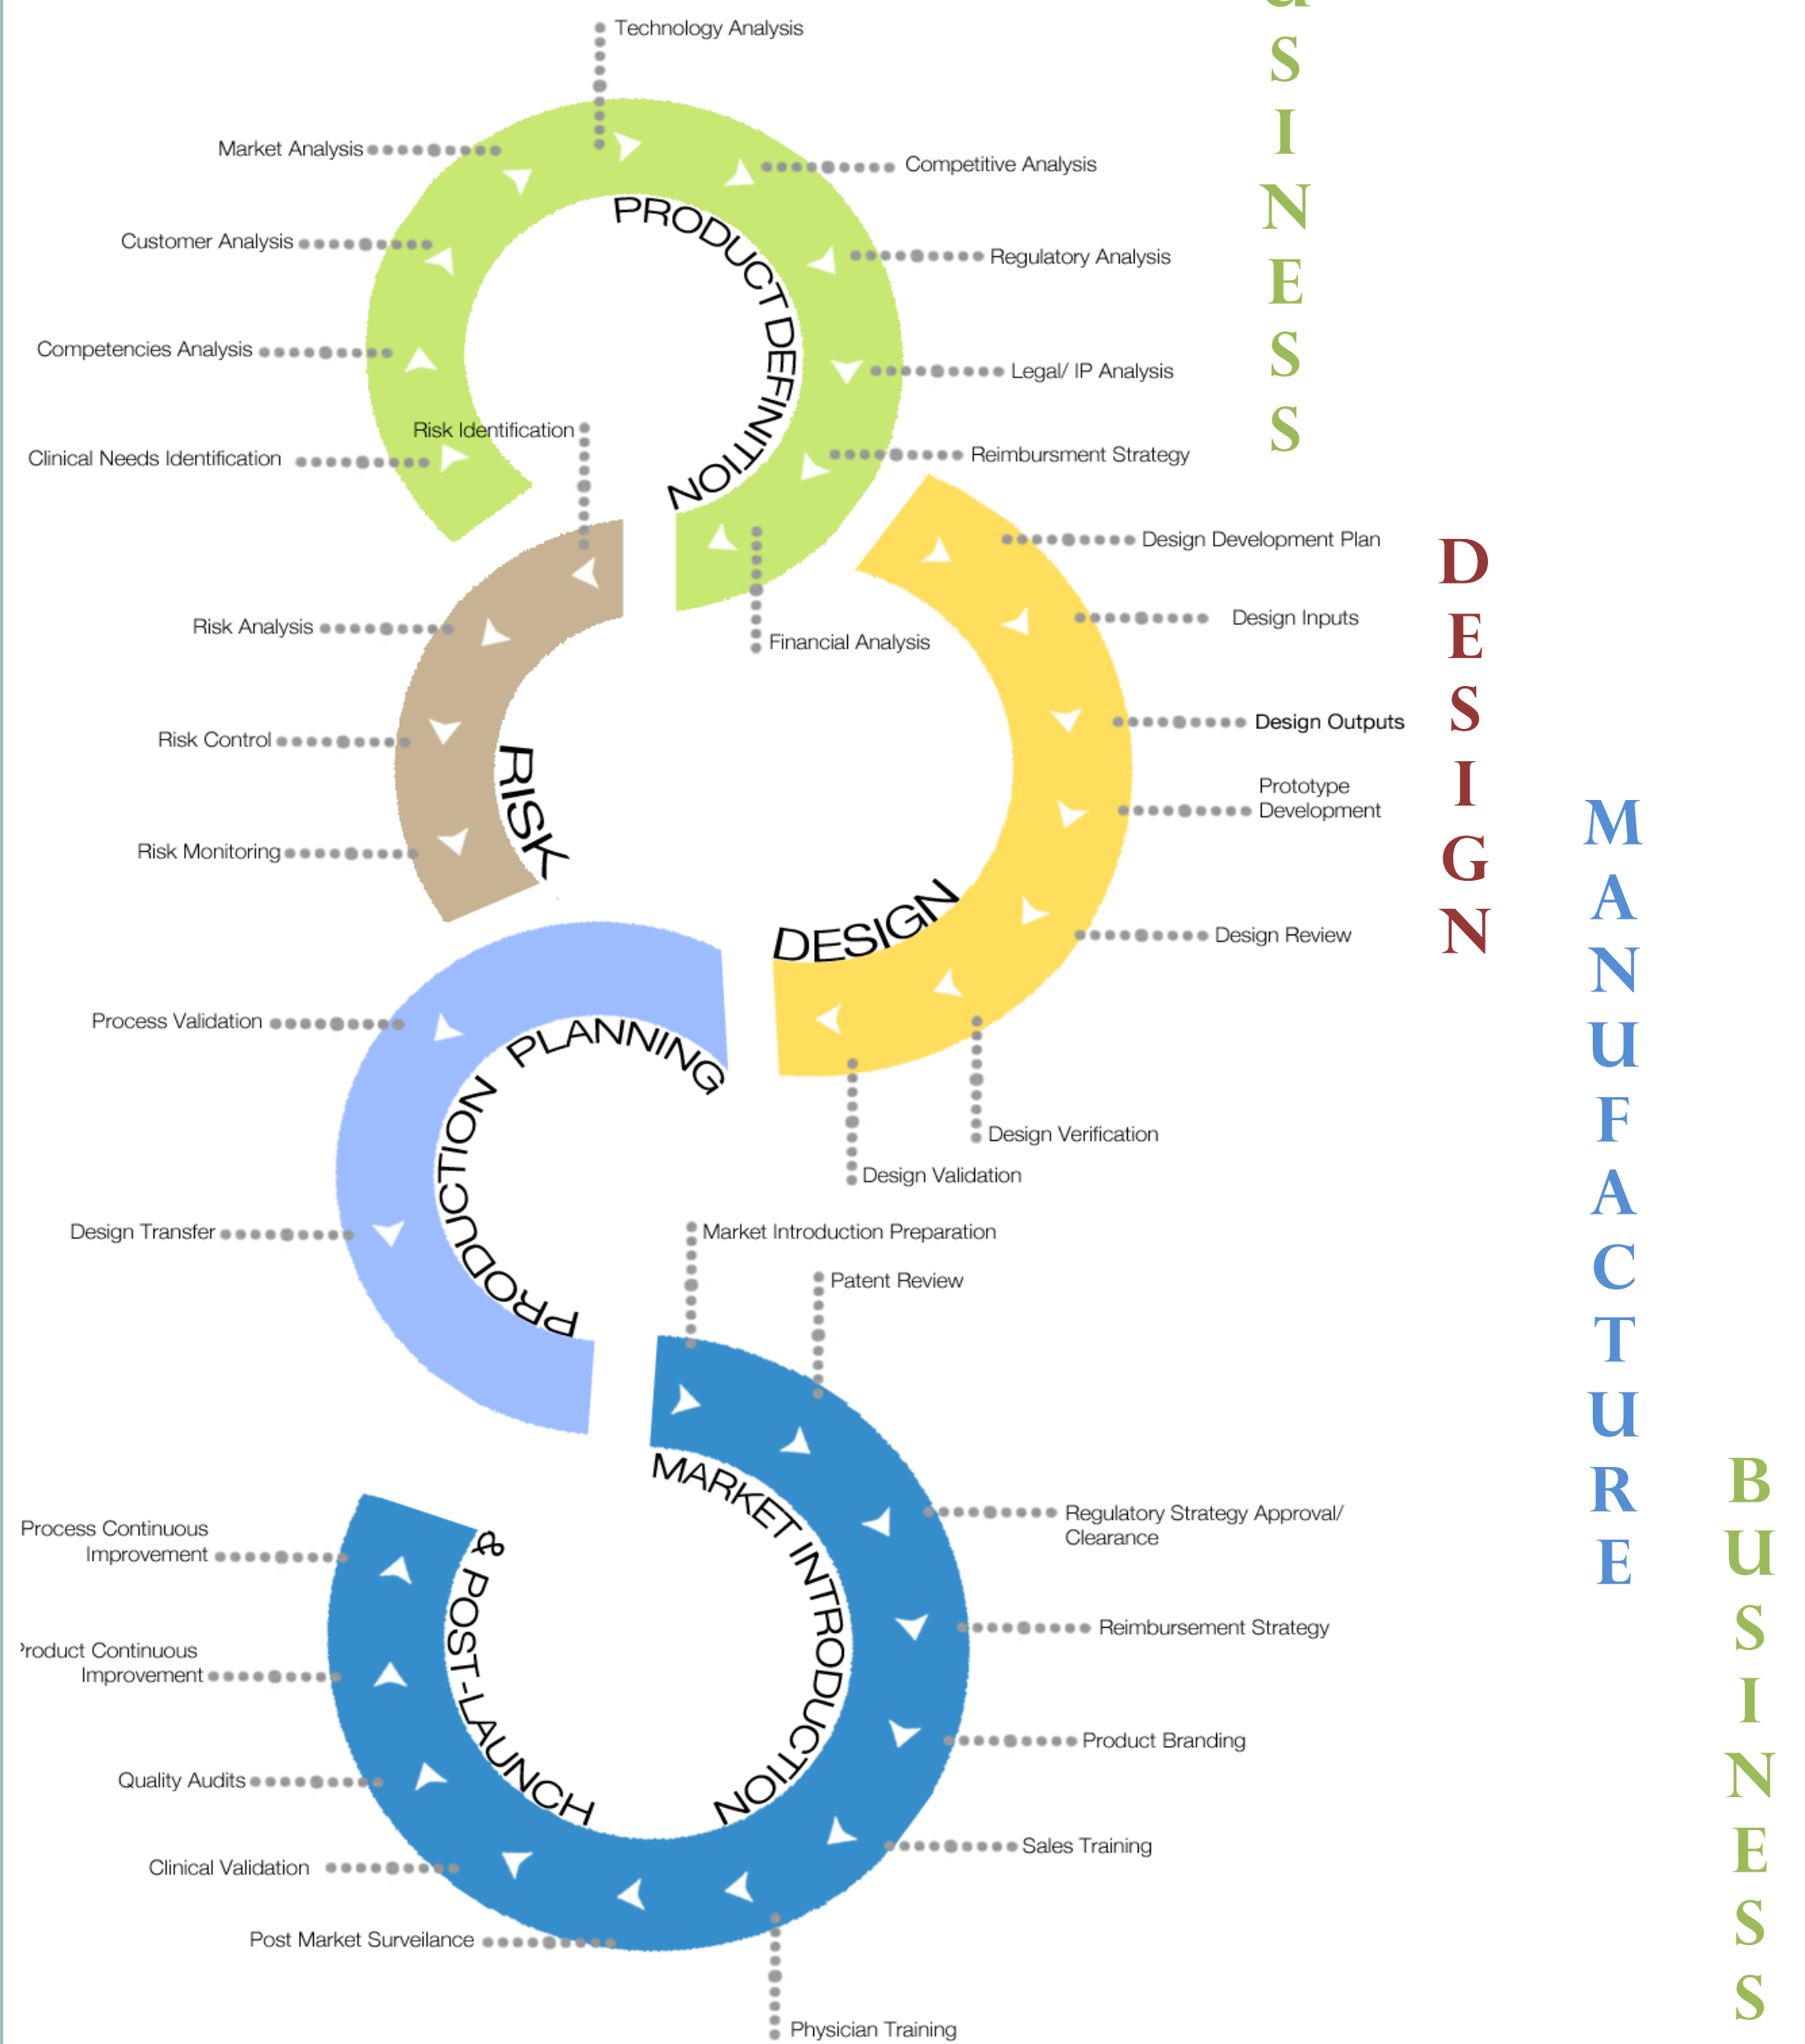 Technology Analysis
Market Analysis
Competitive Analysis
Customer Analysis
Regulatory Analysis
Competencies Analysis
Legal/ IP Analysis
Risk Identification
Clinical Needs Identification
Reimbursment Strategy
PRODUCT DEFINITION
Financial Analysis
Design Development Plan
Risk Analysis
Design Inputs
Risk Control
Design Outputs
Prototype
Development
Risk Monitoring
RISK
DESIGN
Design Review
Process Validation
Design Verification
Design Validation
PRODUCTION PLANNING
Design Transfer
Market Introduction Preparation
Patent Review
Regulatory Strategy Approval/
Clearance
Process Continuous
Improvement
Reimbursement Strategy
Continuous
Improvement
Product Branding
Quality Audits
Sales Training
Clinical Validation
Post Market Surveilance
Physician Training
MARKET INTRODUCTION
& POST-LAUNCH
SINESS
DESIGN
MANUFACTURE
BUSINESS